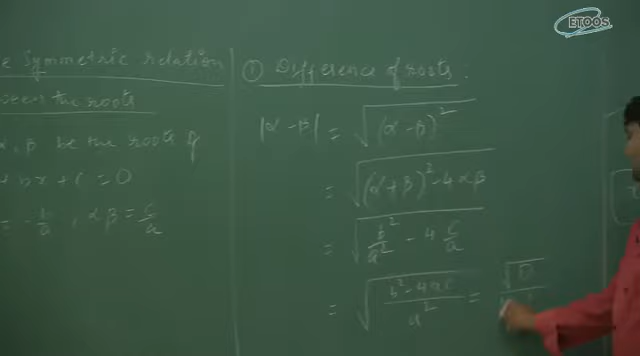 ETOOS
Symmetric relation
between the roots
α, β be the roots of
+ bx + c = 0
= -b/a , αβ = c/a
① Difference of roots.
|α - β| = √(α - β)²
= √((α + β)² - 4αβ)
= √(b²/a² - 4 c/a)
= √((b² - 4ac)/a²) = √D